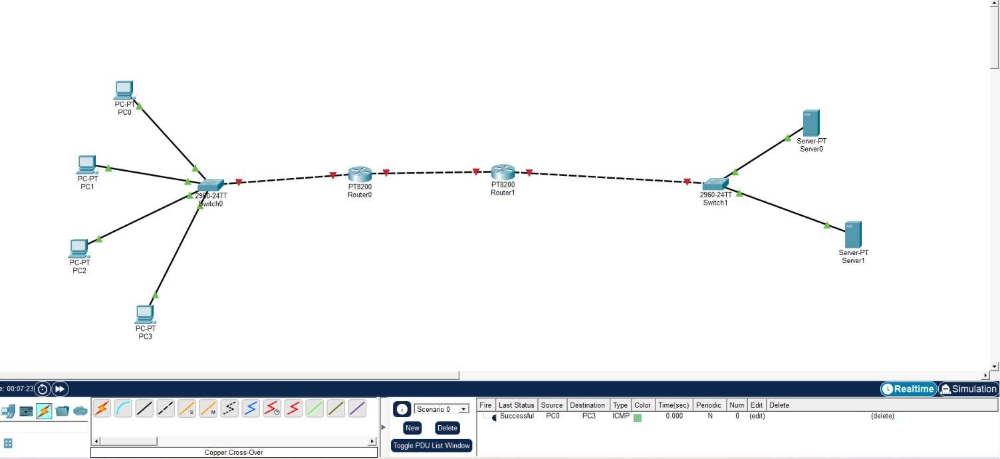 PC-PT
PC0
PC-PT
PC1
PC-PT
PC2
PC-PT
PC3
2960-24TT
Switch0
PT8200
Router0
PT8200
Router1
2960-24TT
Switch1
Server-PT
Server0
Server-PT
Server1
e: 00:07:23
Realtime
Simulation
S
M
Copper Cross-Over
Scenario 0
New
Delete
Toggle PDU List Window
Fire Last Status Source Destination Type Color Time(sec) Periodic Num Edit Delete
Successful PC0 PC3 ICMP 0.000 N 0 (edit) (delete)